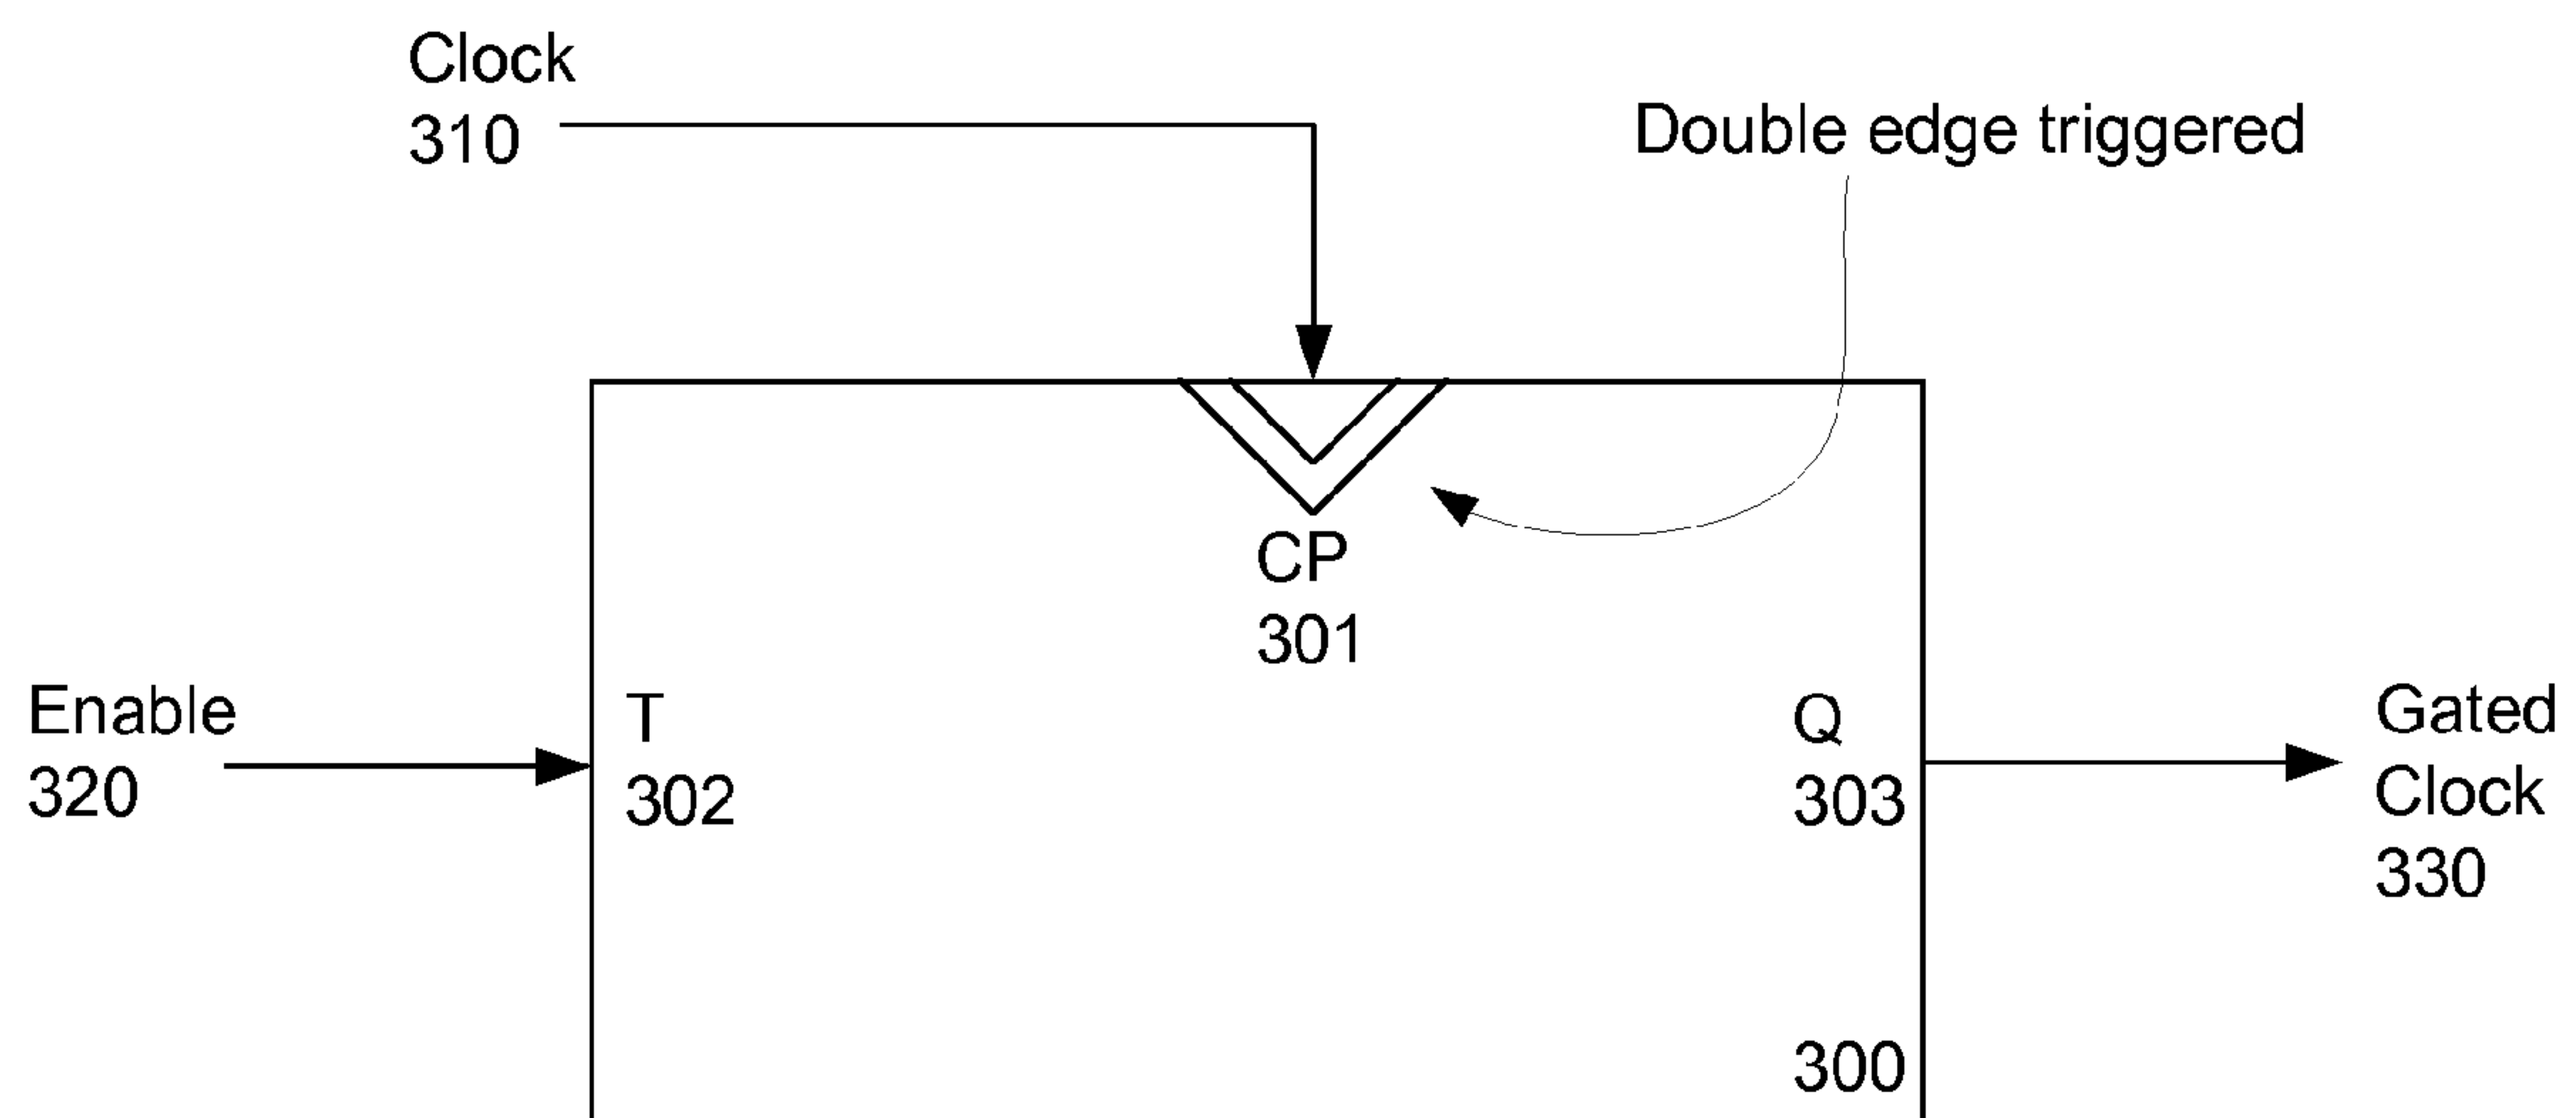 Clock
310
Double edge triggered
CP
301
Enable
320
T
302
Q
303
Gated
Clock
330
300